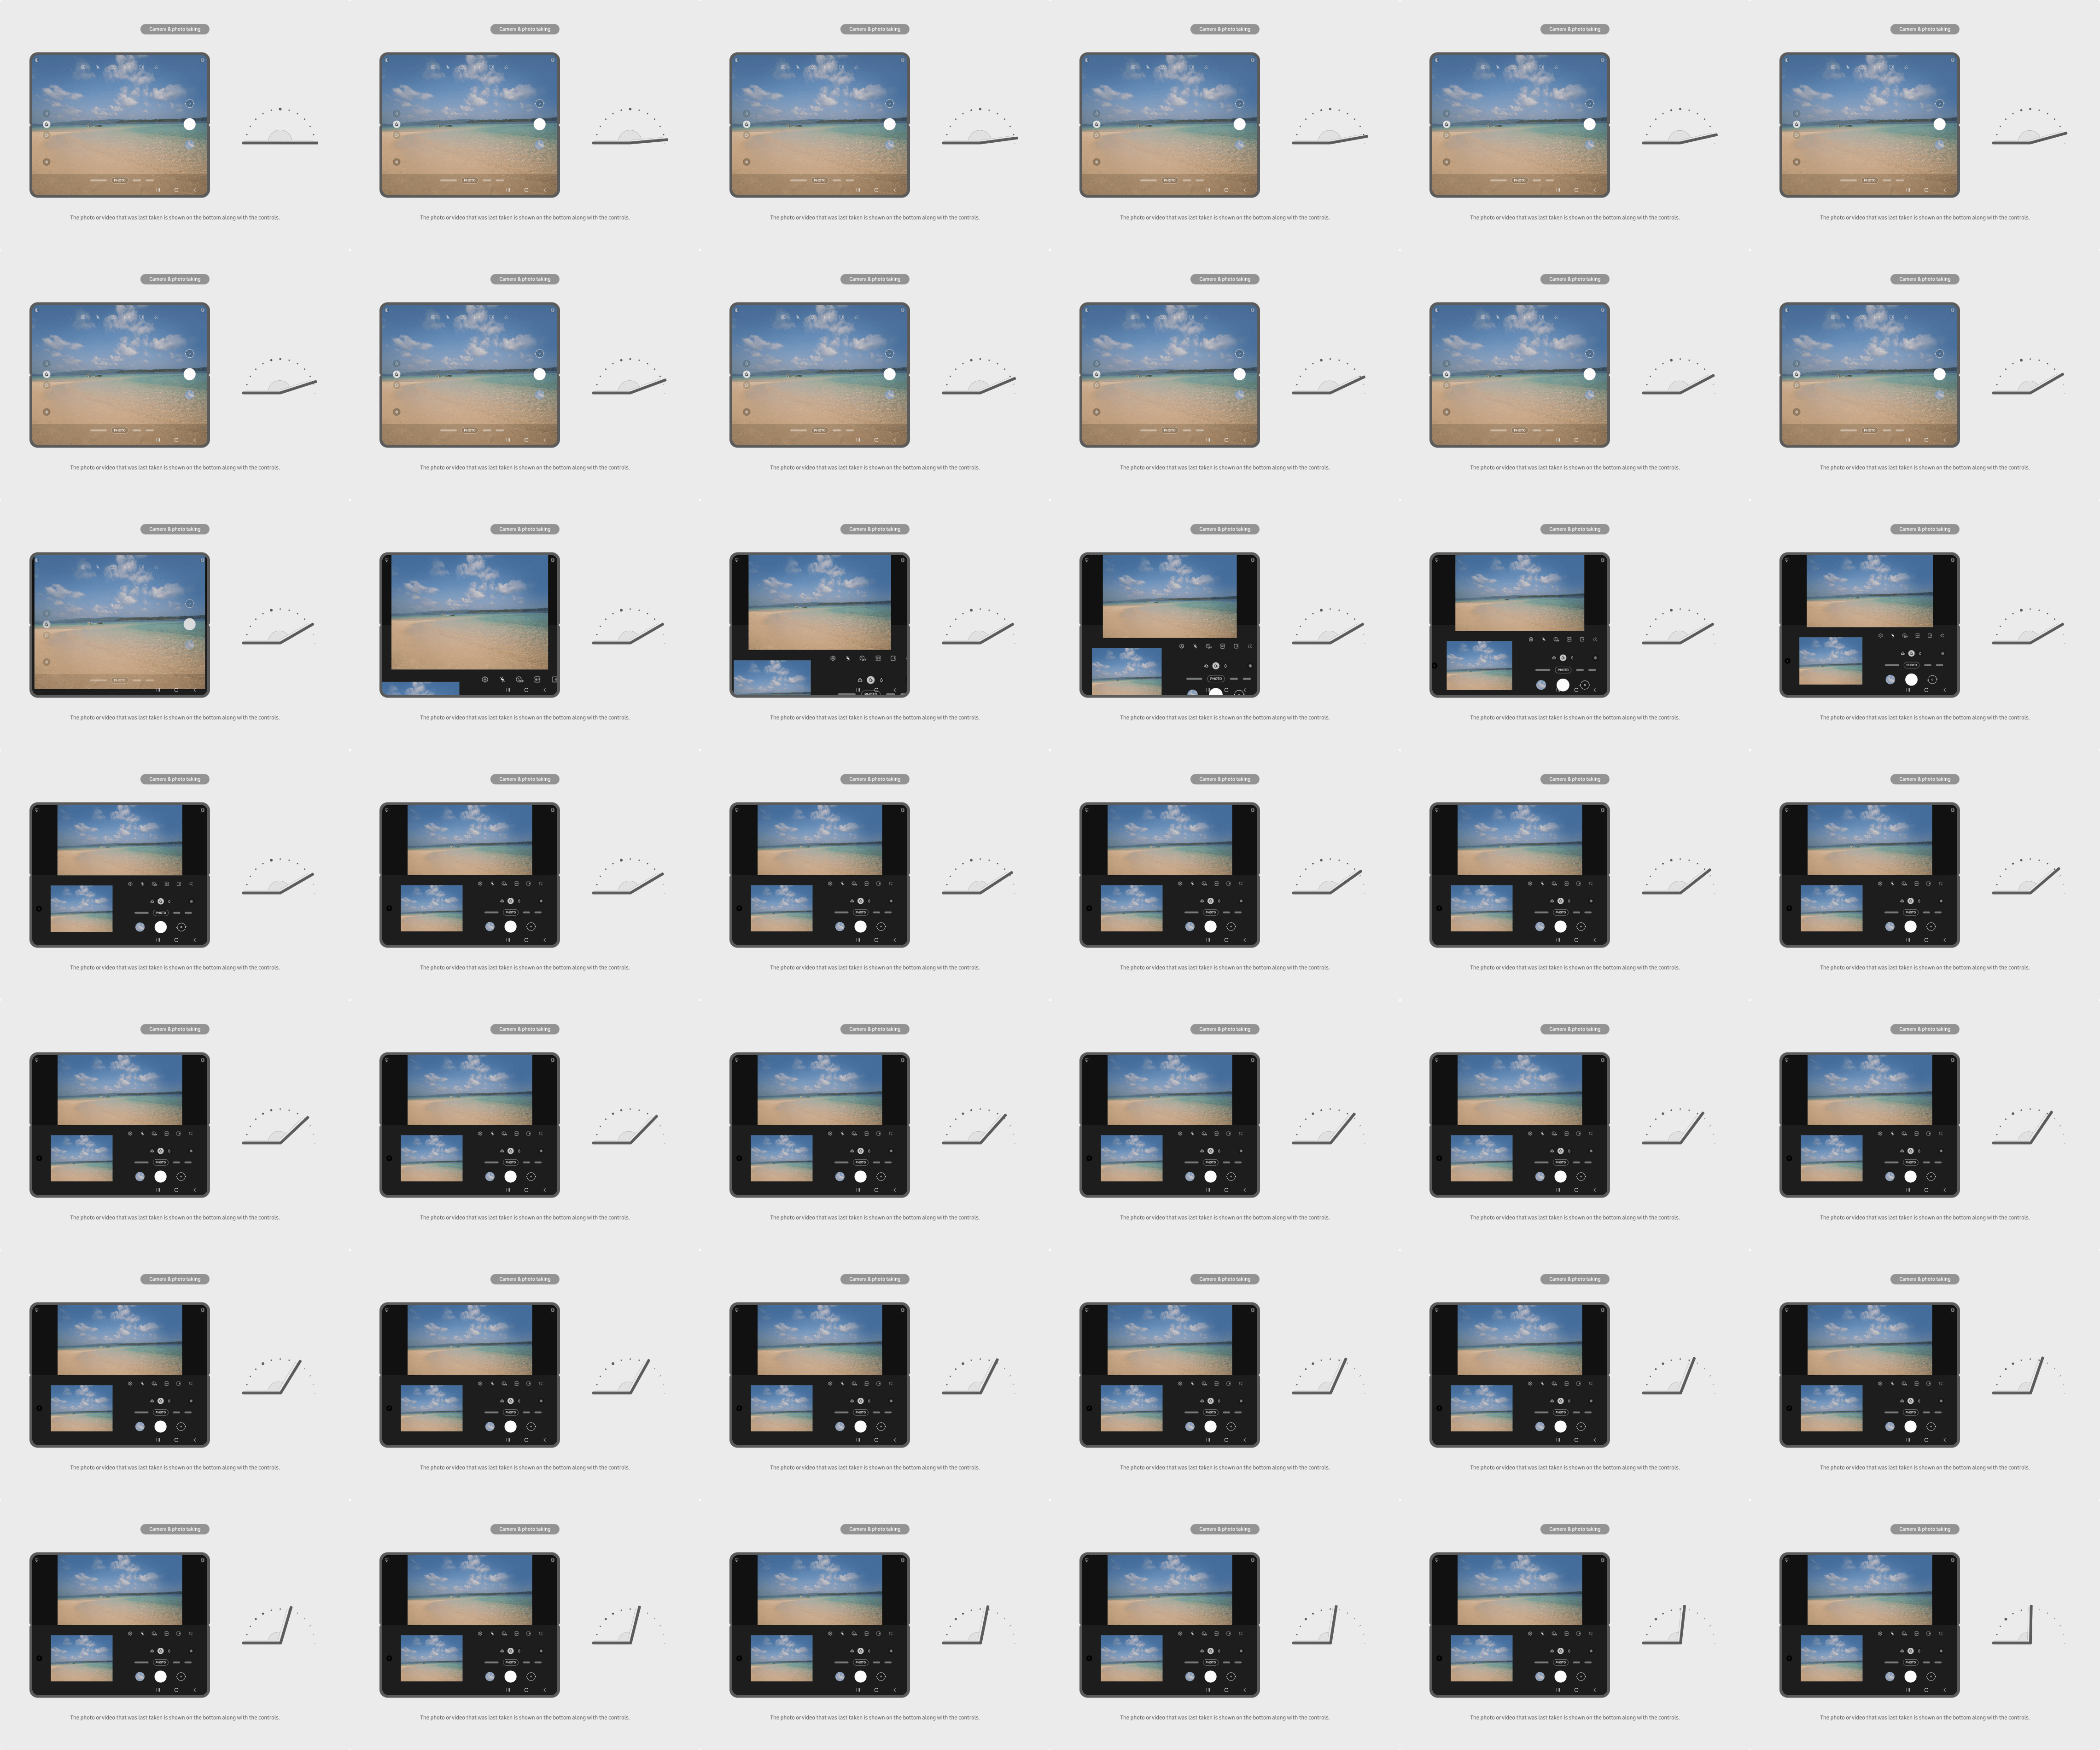 Camera & photo taking Camera & photo taking Camera & photo taking Camera & photo taking Camera & photo taking Camera & photo taking
PHOTO PHOTO PHOTO PHOTO PHOTO PHOTO
The photo or video that was last taken is shown on the bottom along with the controls. The photo or video that was last taken is shown on the bottom along with the controls. The photo or video that was last taken is shown on the bottom along with the controls. The photo or video that was last taken is shown on the bottom along with the controls. The photo or video that was last taken is shown on the bottom along with the controls. The photo or video that was last taken is shown on the bottom along with the controls.
Camera & photo taking Camera & photo taking Camera & photo taking Camera & photo taking Camera & photo taking Camera & photo taking
PHOTO PHOTO PHOTO PHOTO PHOTO PHOTO
The photo or video that was last taken is shown on the bottom along with the controls. The photo or video that was last taken is shown on the bottom along with the controls. The photo or video that was last taken is shown on the bottom along with the controls. The photo or video that was last taken is shown on the bottom along with the controls. The photo or video that was last taken is shown on the bottom along with the controls. The photo or video that was last taken is shown on the bottom along with the controls.
Camera & photo taking Camera & photo taking Camera & photo taking Camera & photo taking Camera & photo taking Camera & photo taking
PHOTO PHOTO PHOTO PHOTO PHOTO
The photo or video that was last taken is shown on the bottom along with the controls. The photo or video that was last taken is shown on the bottom along with the controls. The photo or video that was last taken is shown on the bottom along with the controls. The photo or video that was last taken is shown on the bottom along with the controls. The photo or video that was last taken is shown on the bottom along with the controls. The photo or video that was last taken is shown on the bottom along with the controls.
Camera & photo taking Camera & photo taking Camera & photo taking Camera & photo taking Camera & photo taking Camera & photo taking
PHOTO PHOTO PHOTO PHOTO PHOTO PHOTO
The photo or video that was last taken is shown on the bottom along with the controls. The photo or video that was last taken is shown on the bottom along with the controls. The photo or video that was last taken is shown on the bottom along with the controls. The photo or video that was last taken is shown on the bottom along with the controls. The photo or video that was last taken is shown on the bottom along with the controls. The photo or video that was last taken is shown on the bottom along with the controls.
Camera & photo taking Camera & photo taking Camera & photo taking Camera & photo taking Camera & photo taking Camera & photo taking
PHOTO PHOTO PHOTO PHOTO PHOTO PHOTO
The photo or video that was last taken is shown on the bottom along with the controls. The photo or video that was last taken is shown on the bottom along with the controls. The photo or video that was last taken is shown on the bottom along with the controls. The photo or video that was last taken is shown on the bottom along with the controls. The photo or video that was last taken is shown on the bottom along with the controls. The photo or video that was last taken is shown on the bottom along with the controls.
Camera & photo taking Camera & photo taking Camera & photo taking Camera & photo taking Camera & photo taking Camera & photo taking
PHOTO PHOTO PHOTO PHOTO PHOTO PHOTO
The photo or video that was last taken is shown on the bottom along with the controls. The photo or video that was last taken is shown on the bottom along with the controls. The photo or video that was last taken is shown on the bottom along with the controls. The photo or video that was last taken is shown on the bottom along with the controls. The photo or video that was last taken is shown on the bottom along with the controls. The photo or video that was last taken is shown on the bottom along with the controls.
Camera & photo taking Camera & photo taking Camera & photo taking Camera & photo taking Camera & photo taking Camera & photo taking
PHOTO PHOTO PHOTO PHOTO PHOTO PHOTO
The photo or video that was last taken is shown on the bottom along with the controls. The photo or video that was last taken is shown on the bottom along with the controls. The photo or video that was last taken is shown on the bottom along with the controls. The photo or video that was last taken is shown on the bottom along with the controls. The photo or video that was last taken is shown on the bottom along with the controls. The photo or video that was last taken is shown on the bottom along with the controls.